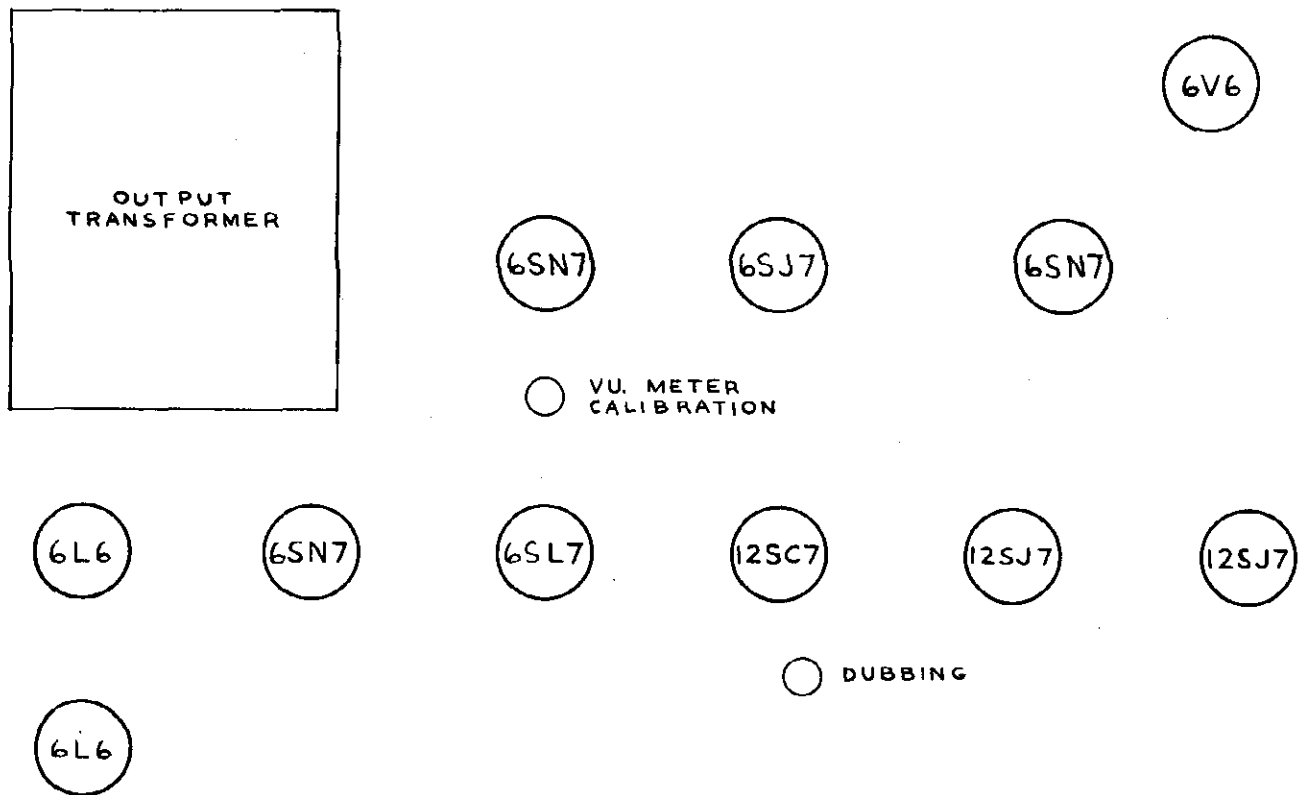 6V6
OUTPUT
TRANSFORMER
6SN7
6SJ7
6SN7
VU. METER
CALIBRATION
6L6
6SN7
6SL7
12SC7
12SJ7
12SJ7
DUBBING
6L6